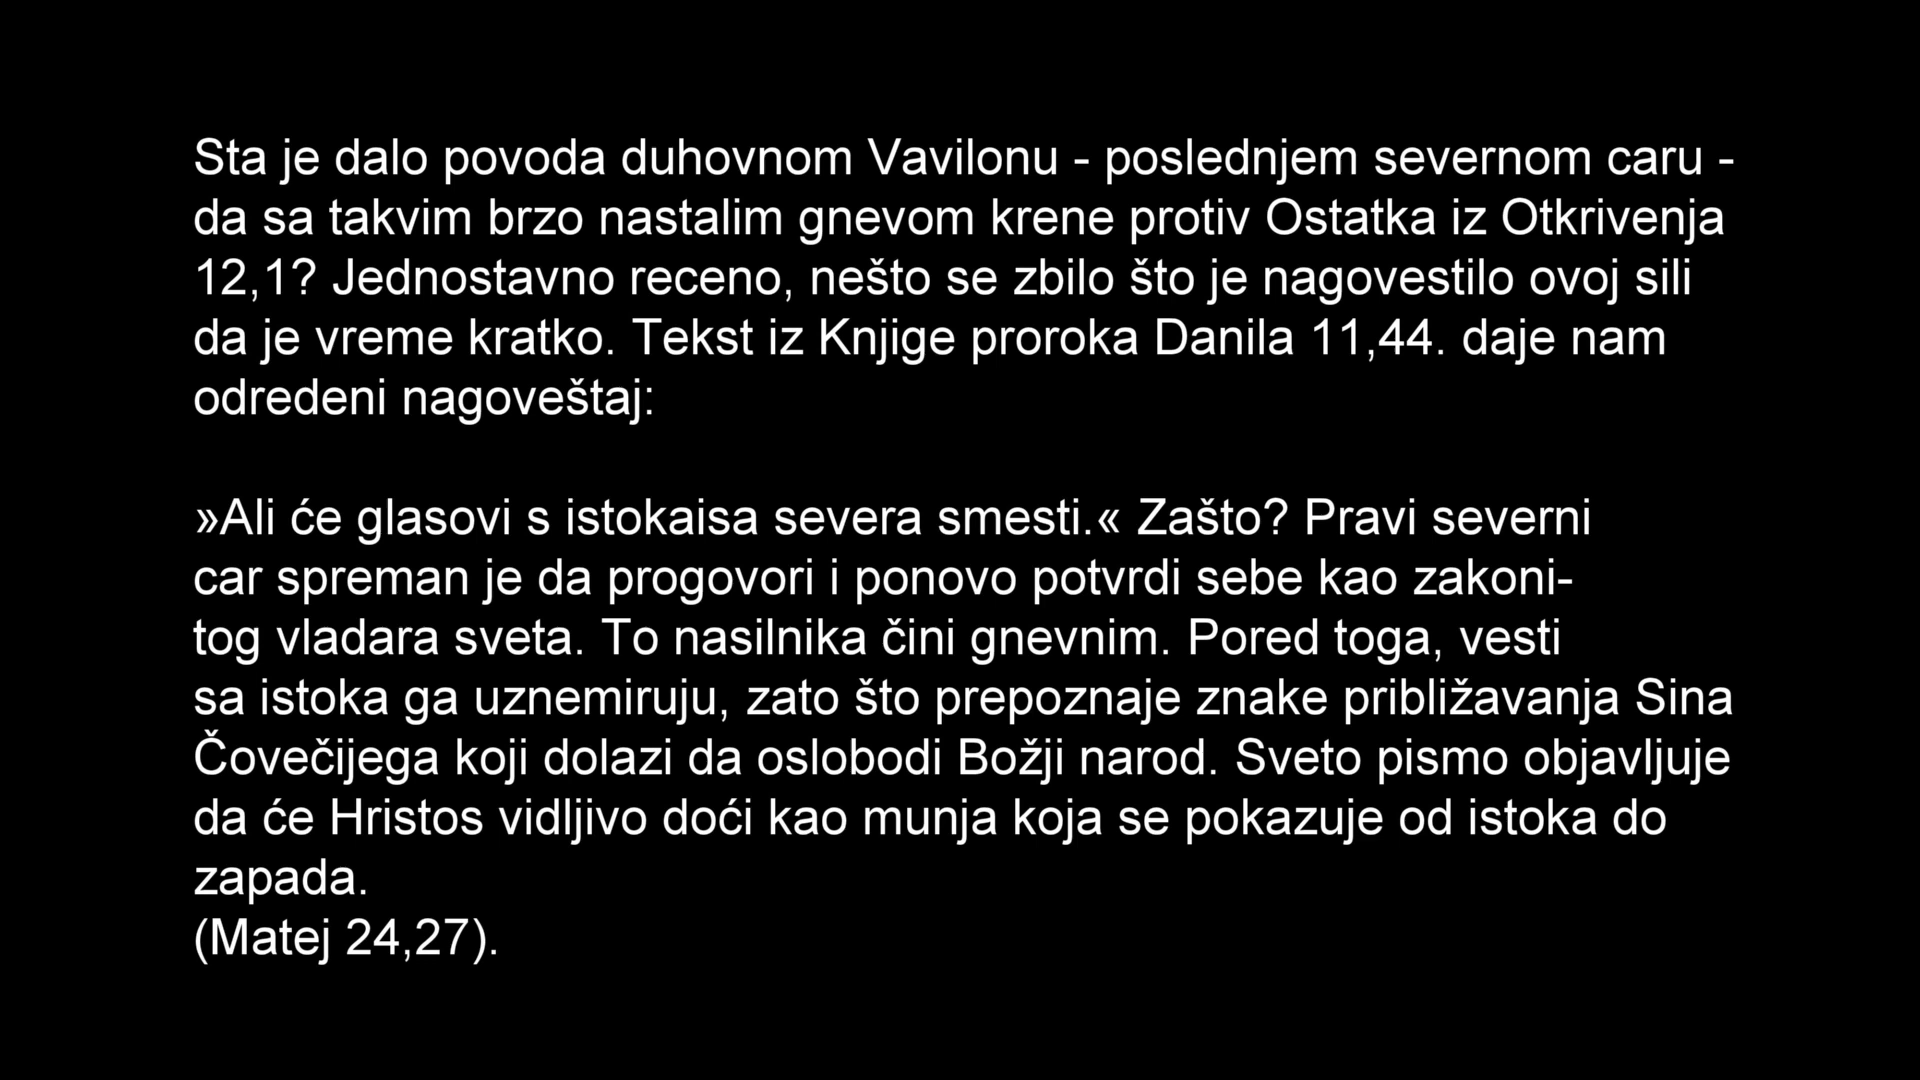 Sta je dalo povoda duhovnom Vavilonu - poslednjem severnom caru -
da sa takvim brzo nastalim gnevom krene protiv Ostatka iz Otkrivenja
12,1? Jednostavno receno, nešto se zbilo što je nagovestilo ovoj sili
da je vreme kratko. Tekst iz Knjige proroka Danila 11,44. daje nam
odredeni nagoveštaj:
»Ali će glasovi s istokaisa severa smesti.« Zašto? Pravi severni
car spreman je da progovori i ponovo potvrdi sebe kao zakoni-
tog vladara sveta. To nasilnika čini gnevnim. Pored toga, vesti
sa istoka ga uznemiruju, zato što prepoznaje znake približavanja Sina
Čovečijega koji dolazi da oslobodi Božji narod. Sveto pismo objavljuje
da će Hristos vidljivo doći kao munja koja se pokazuje od istoka do
zapada.
(Matej 24,27).